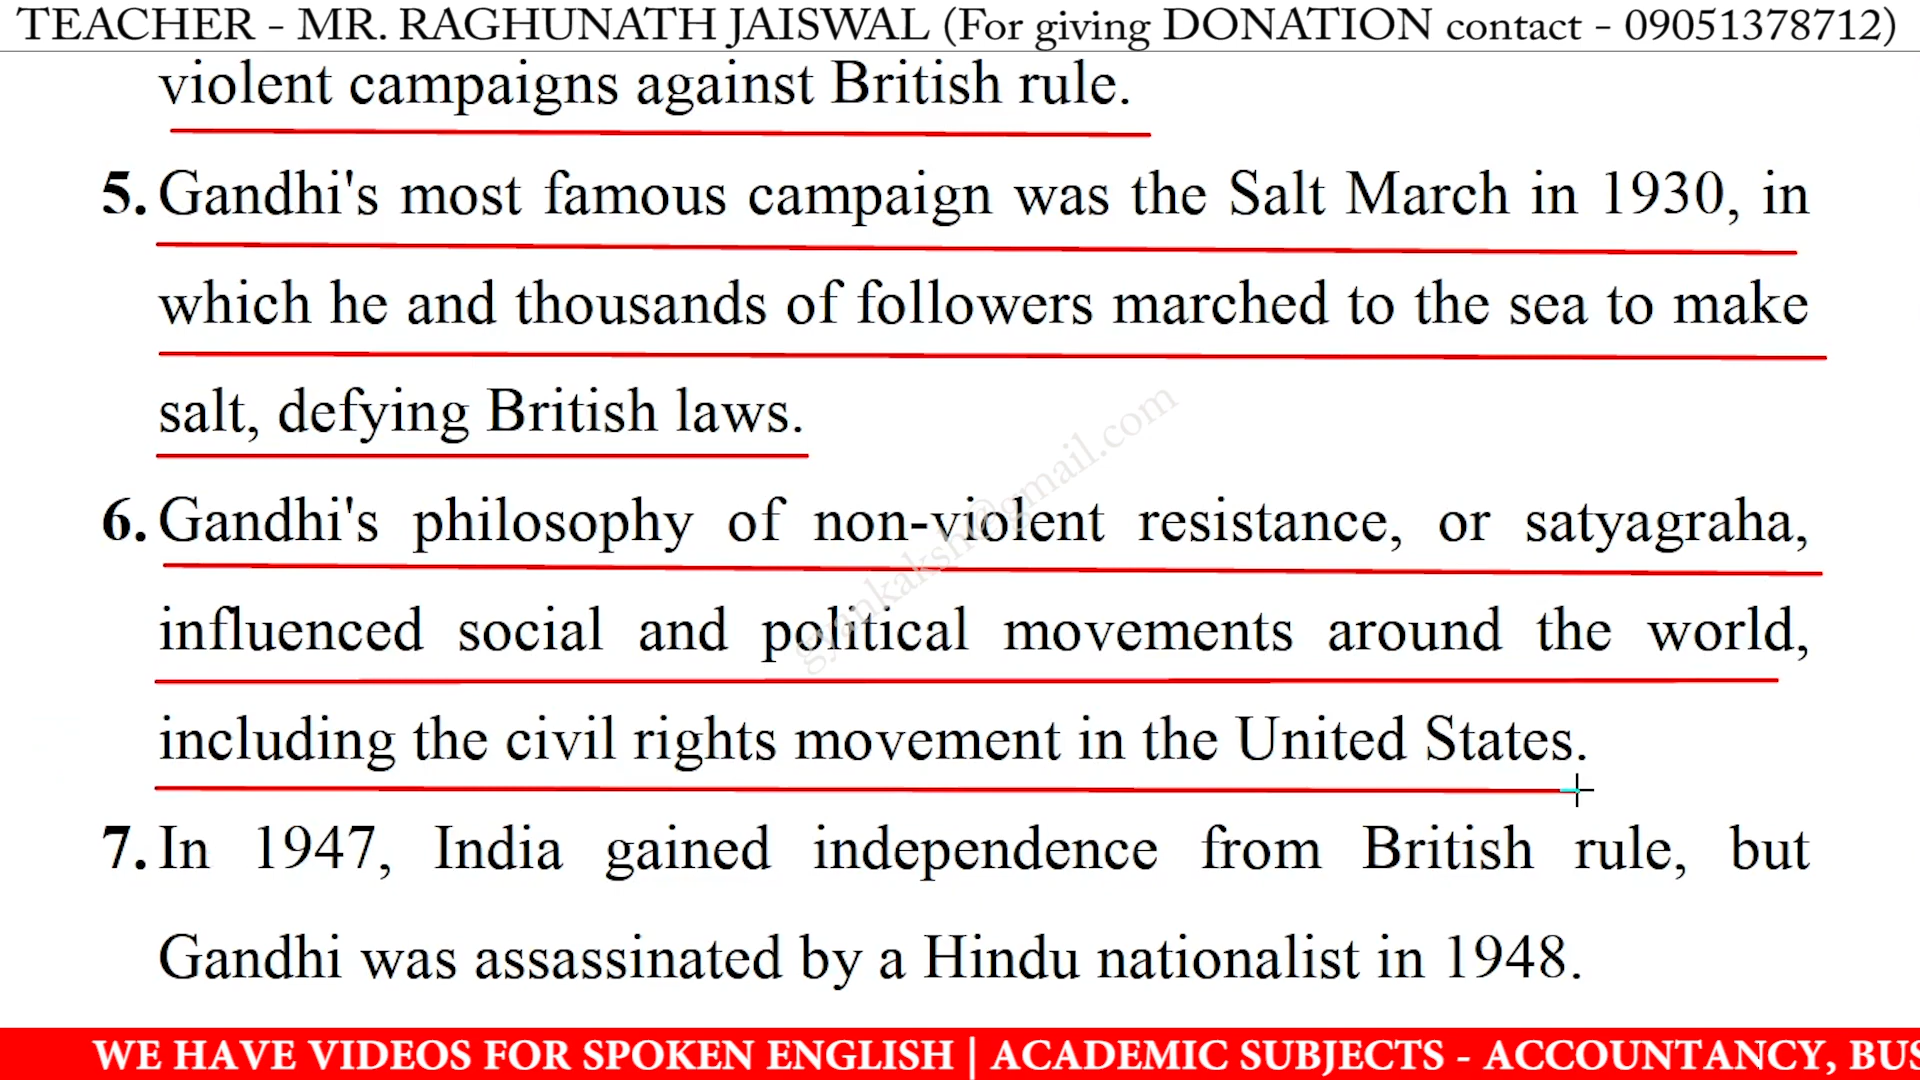 TEACHER - MR. RAGHUNATH JAISWAL (For giving DONATION contact - 09051378712)
violent campaigns against British rule.
5. Gandhi's most famous campaign was the Salt March in 1930, in
which he and thousands of followers marched to the sea to make
salt, defying British laws.
6. Gandhi's philosophy of non-violent resistance, or satyagraha,
influenced social and political movements around the world,
including the civil rights movement in the United States.
7. In 1947, India gained independence from British rule, but
Gandhi was assassinated by a Hindu nationalist in 1948.
gyankaksh@gmail.com
WE HAVE VIDEOS FOR SPOKEN ENGLISH | ACADEMIC SUBJECTS - ACCOUNTANCY, BUS